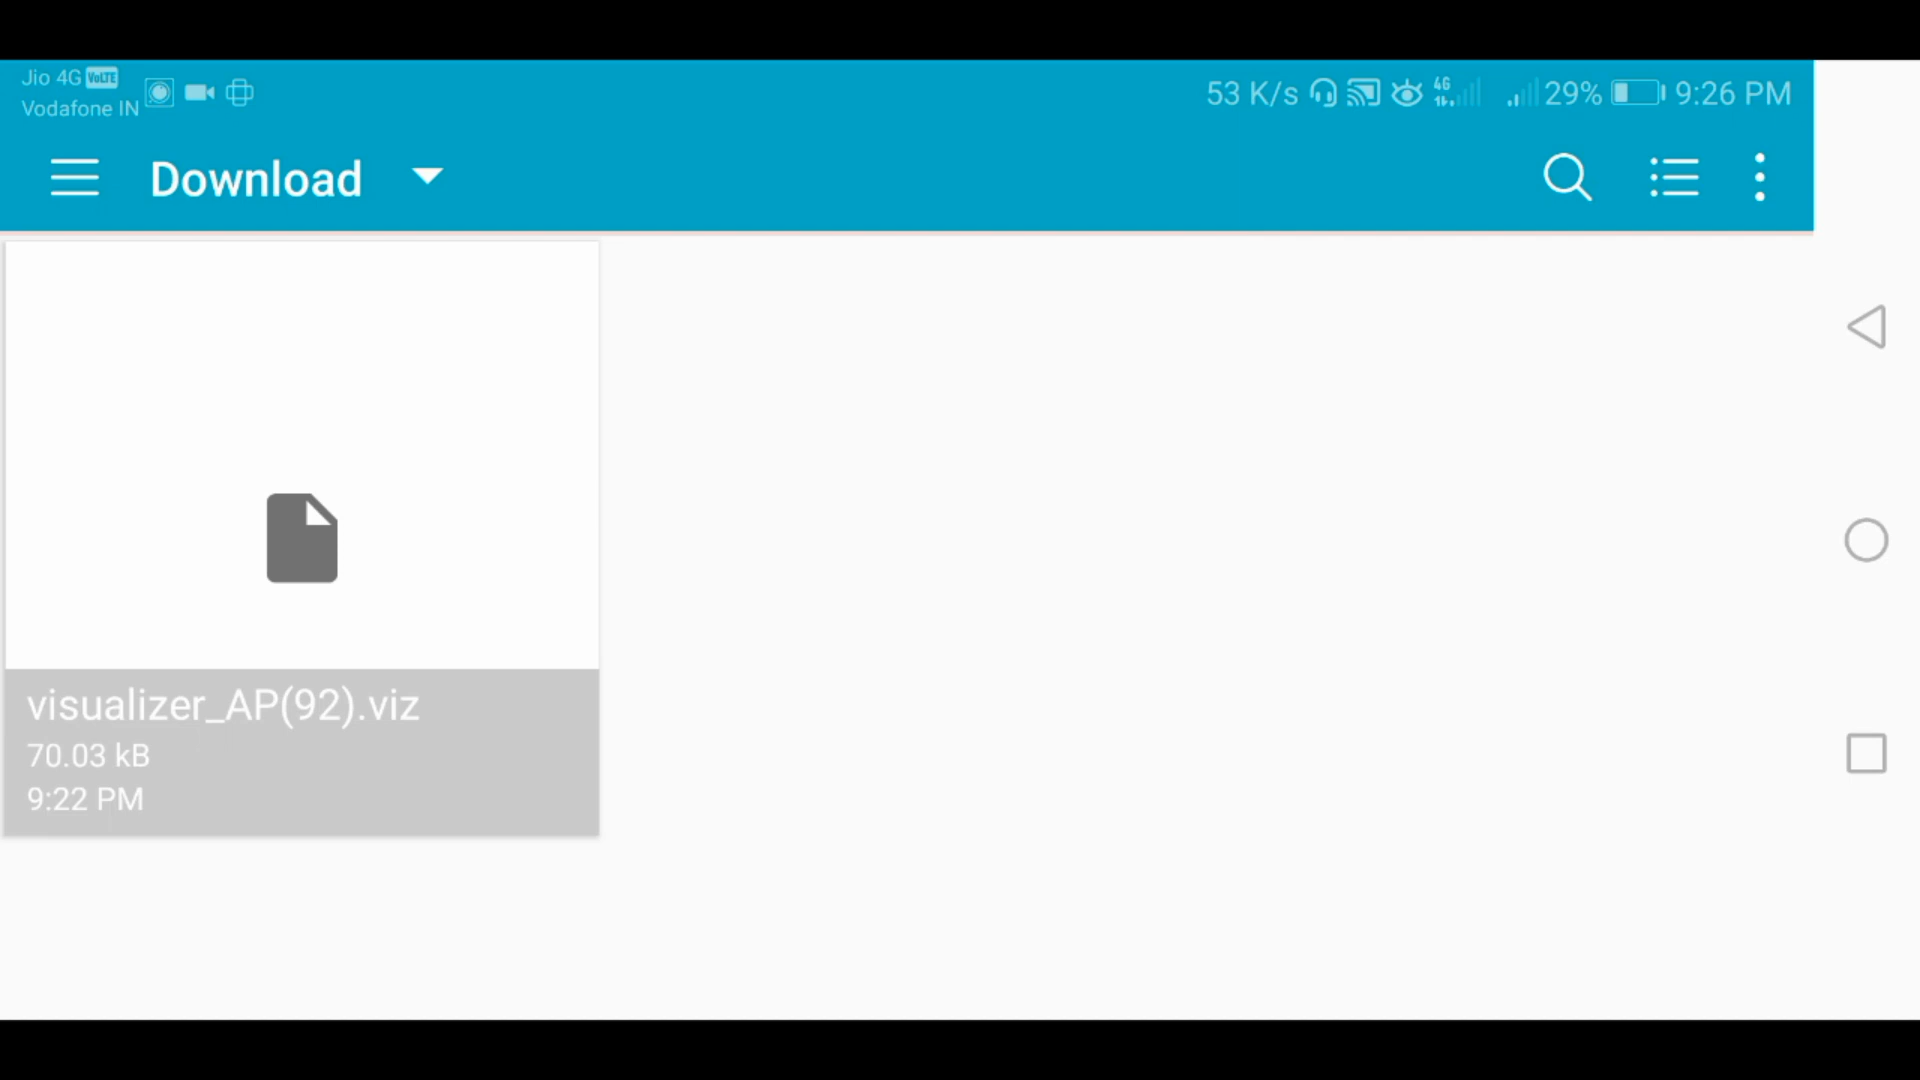 Jio 4G VoLTE
Vodafone IN
53 K/s 4G 29% 9:26 PM
Download
visualizer_AP(92).viz
70.03 kB
9:22 PM